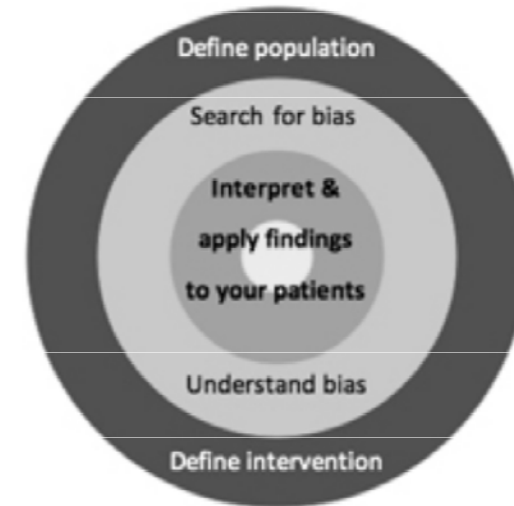 Define population
Search for bias
Interpret &
apply findings
to your patients
Understand bias
Define intervention